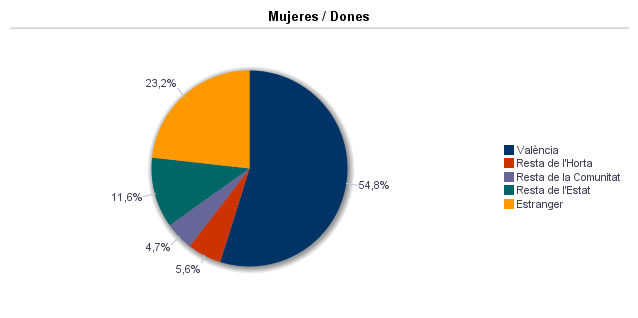 Mujeres / Dones
23,2%
54,8%
11,6%
4,7%
5,6%
València
Resta de l'Horta
Resta de la Comunitat
Resta de l'Estat
Estranger